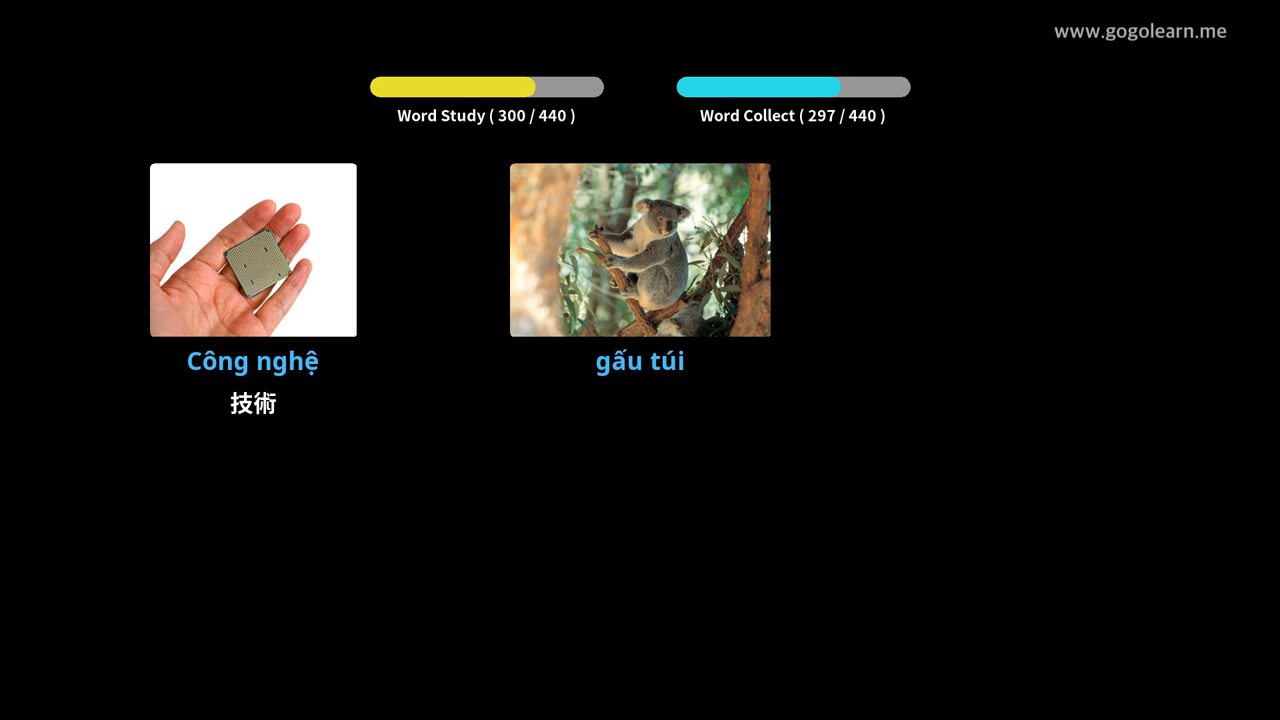 www.gogolearn.me
Word Study ( 300 / 440 )
Word Collect ( 297 / 440 )
Công nghệ
技術
gấu túi